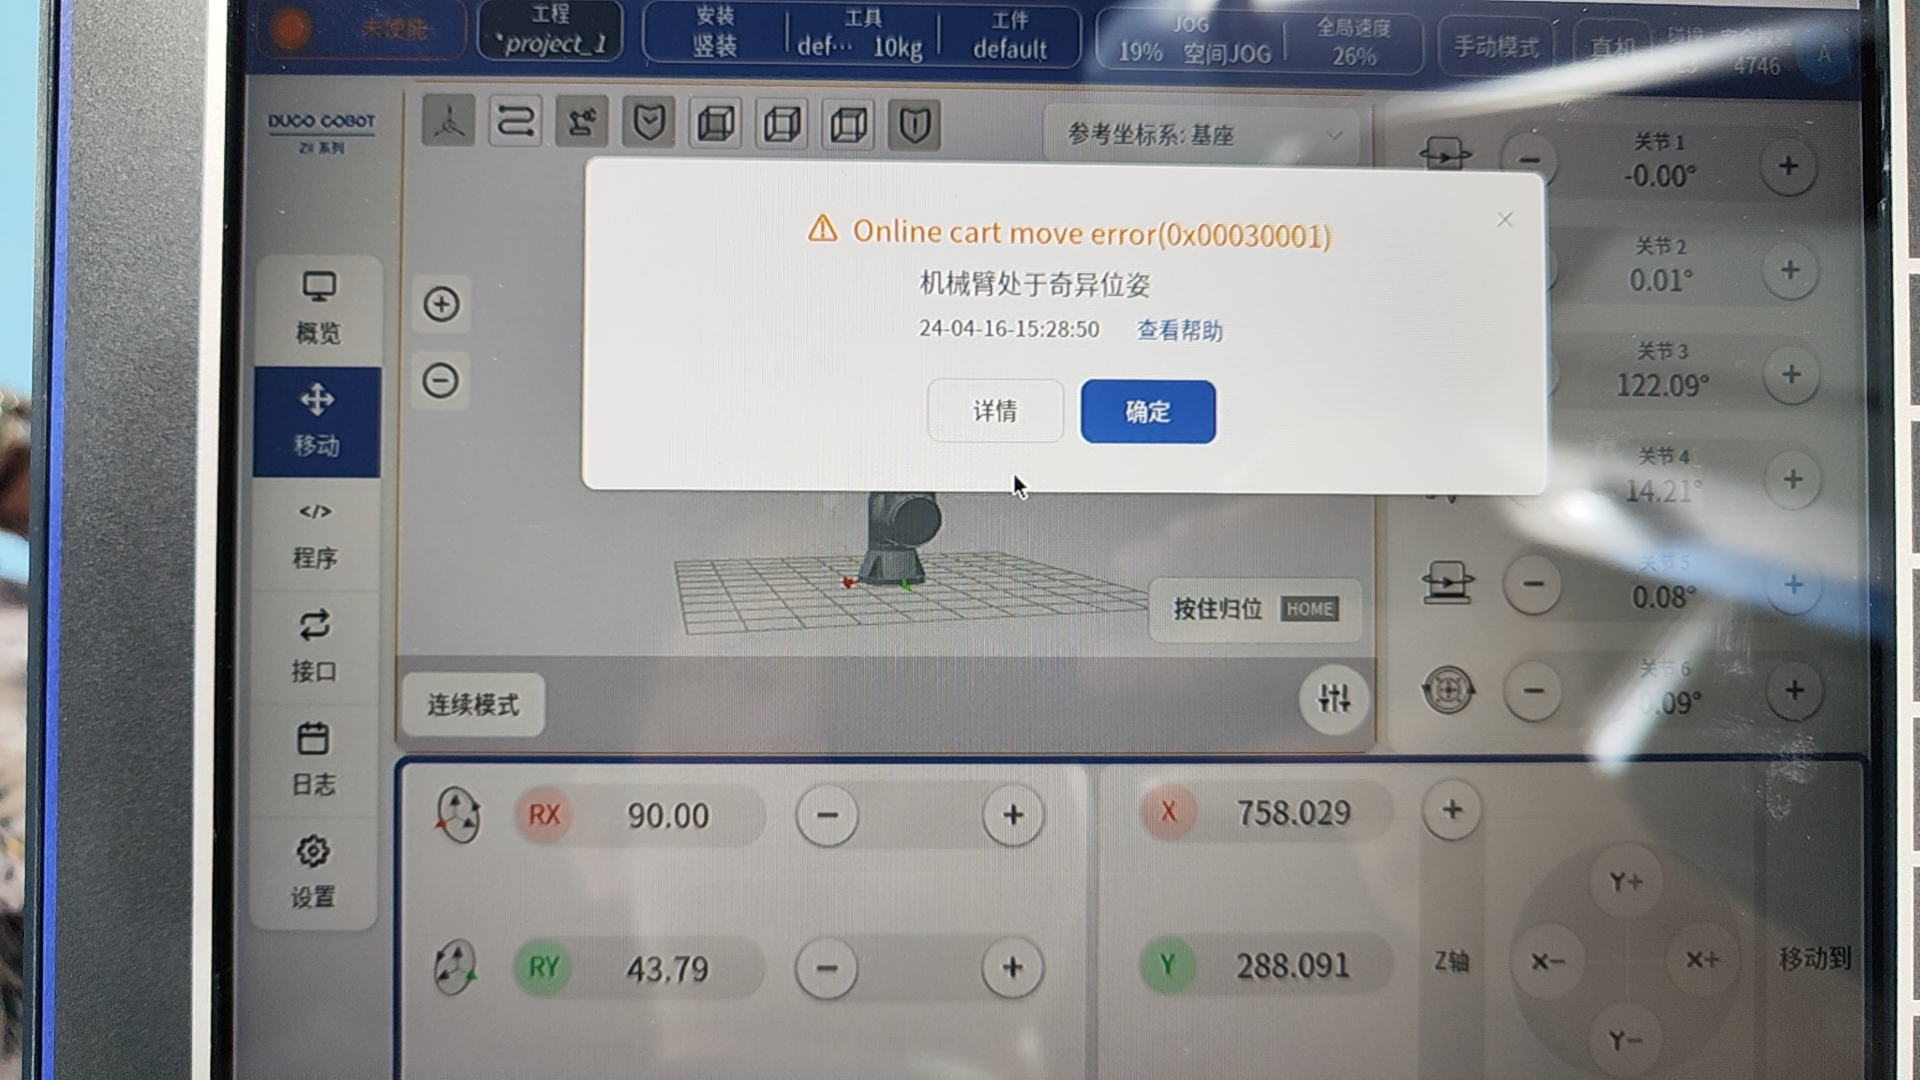 未使能
工程
*project_1
安装
竖装
工具
def··· 10kg
工件
default
JOG
19% 空间JOG
全局速度
26%
手动模式
真机
4746
A
DUCO COBOT
参考坐标系: 基座
关节 1
-0.00°
Online cart move error(0x00030001)
机械臂处于奇异位姿
24-04-16-15:28:50 查看帮助
详情
确定
关节 2
0.01°
关节 3
122.09°
关节 4
14.21°
关节 5
0.08°
关节 6
0.09°
概览
移动
程序
接口
日志
设置
按住归位 HOME
连续模式
RX 90.00
X 758.029
RY 43.79
Y 288.091
Z轴
Y+
X-
X+
Y-
移动到